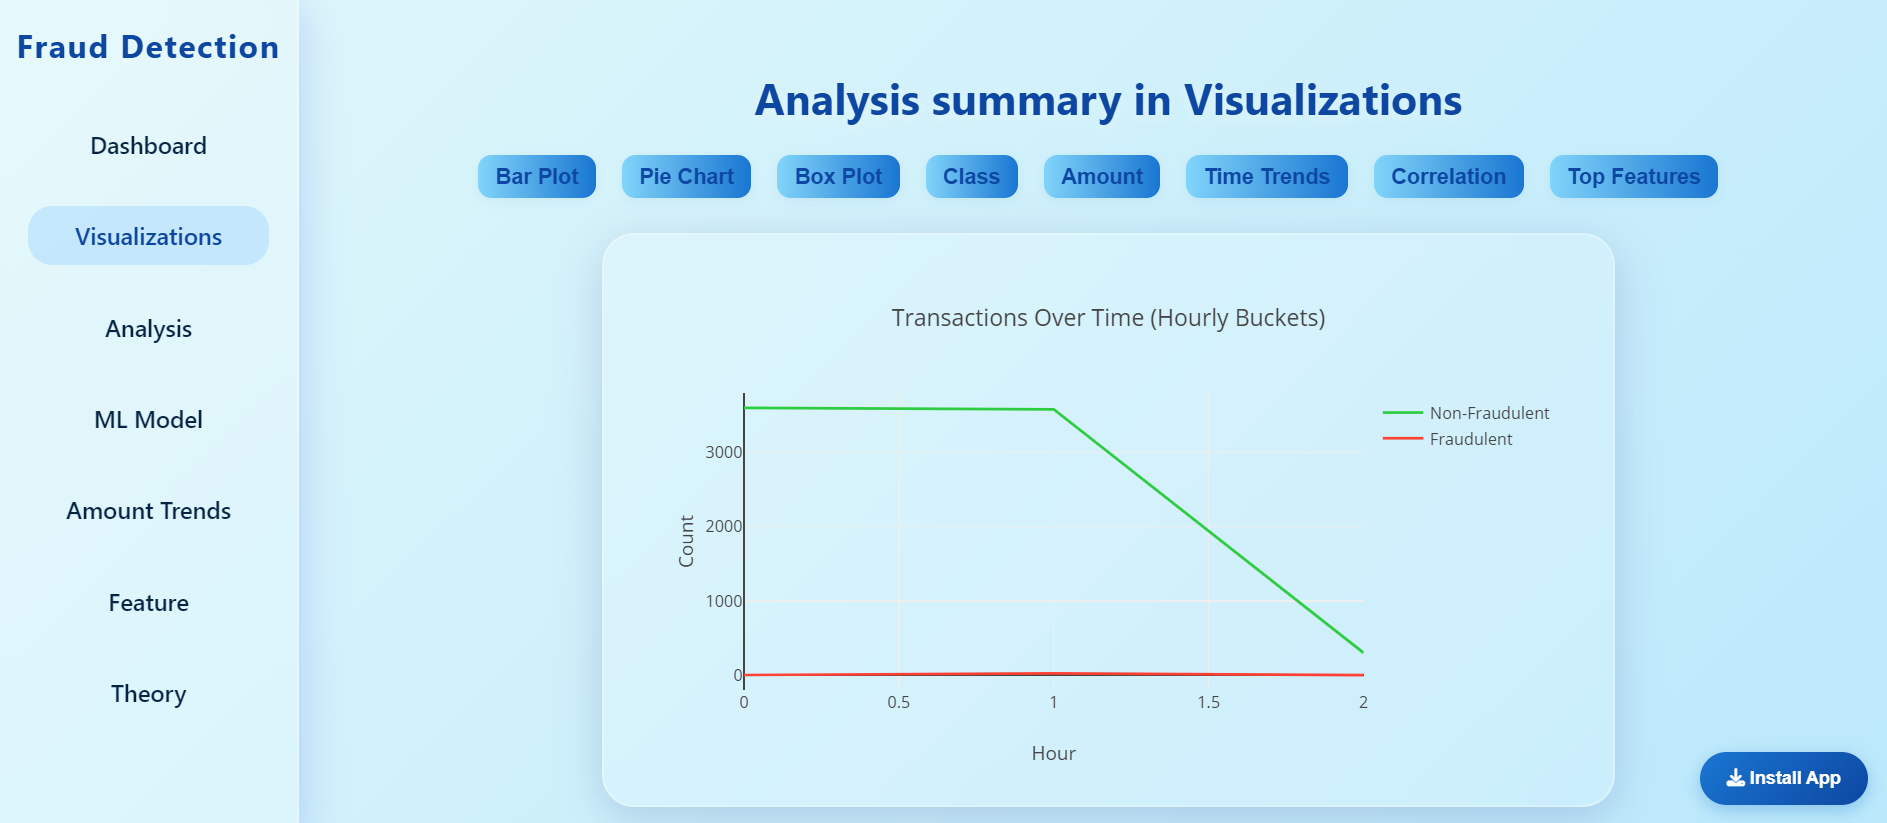 Fraud Detection
Dashboard
Visualizations
Analysis
ML Model
Amount Trends
Feature
Theory
Analysis summary in Visualizations
Bar Plot
Pie Chart
Box Plot
Class
Amount
Time Trends
Correlation
Top Features
Transactions Over Time (Hourly Buckets)
Non-Fraudulent
Fraudulent
Count
3000
2000
1000
0
0
0.5
1
1.5
2
Hour
Install App